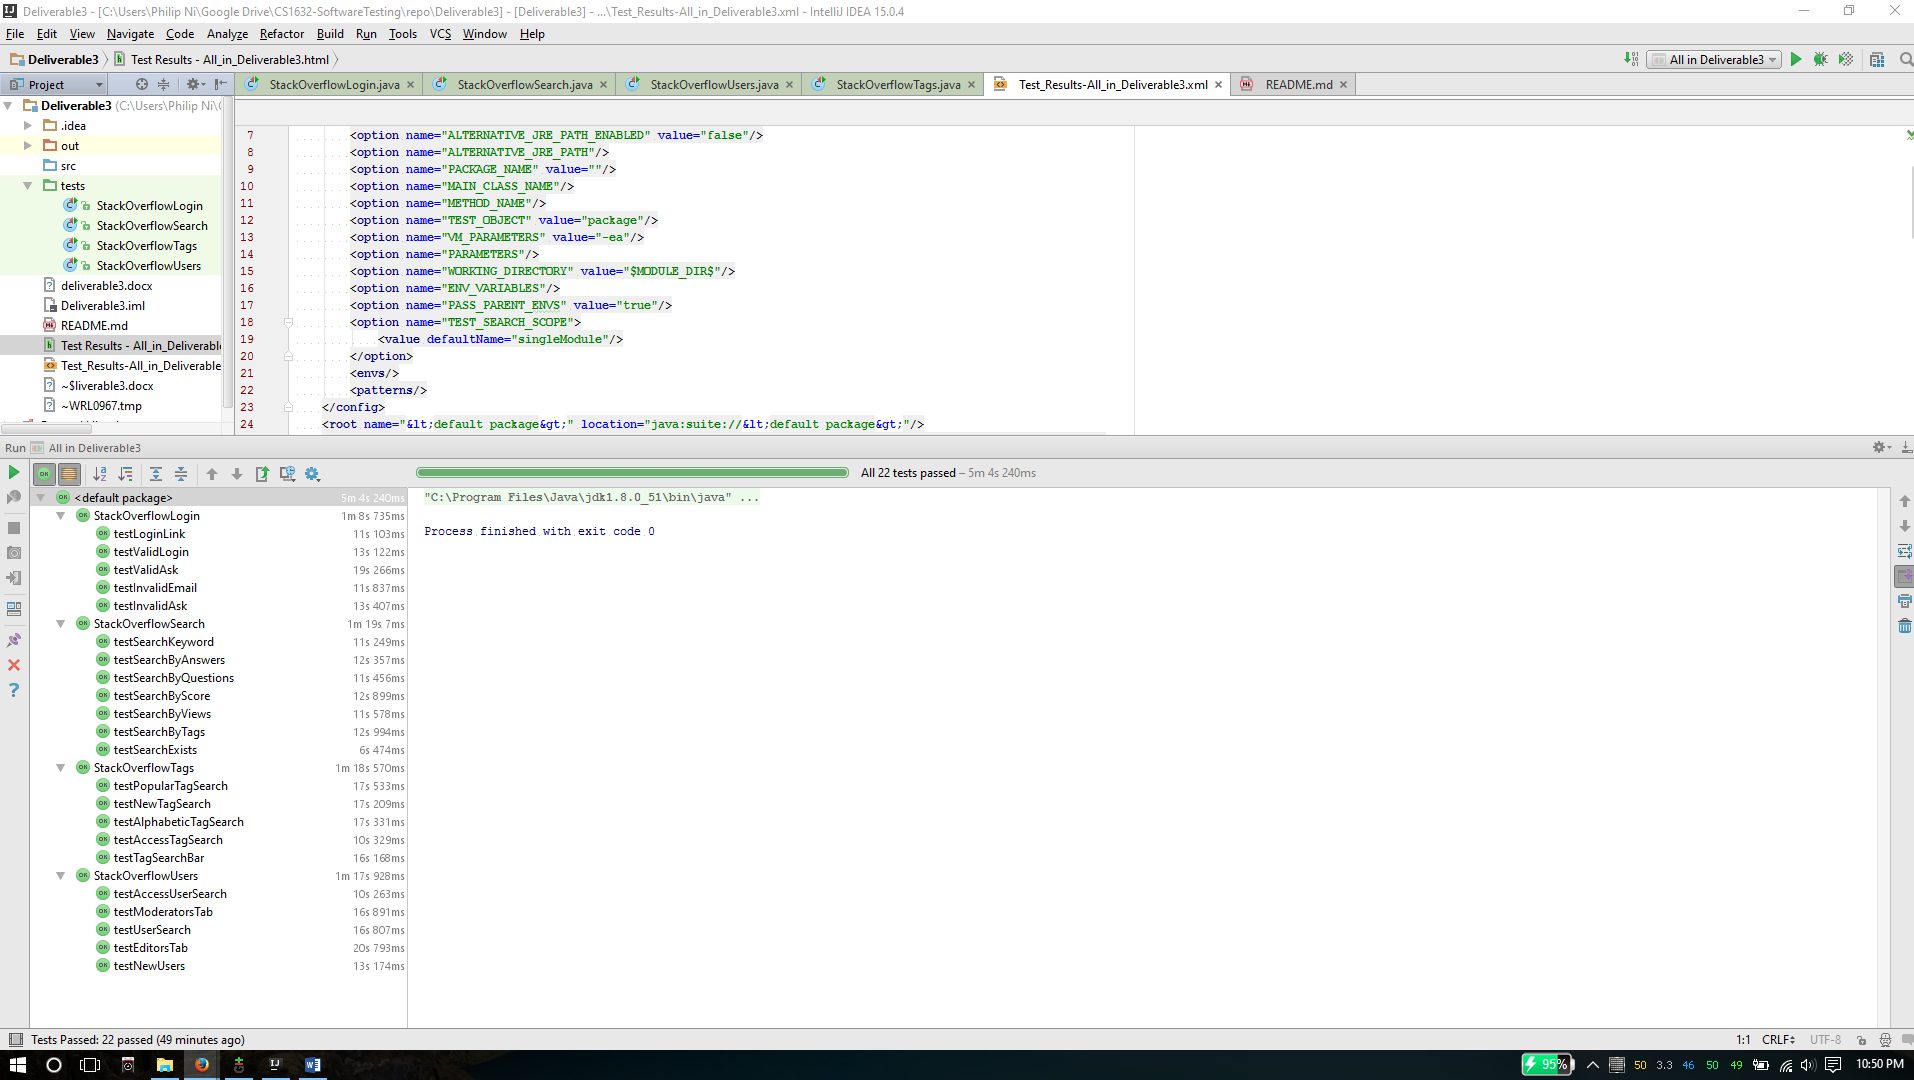 Deliverable3 - [C:\Users\Philip Ni\Google Drive\CS1632-SoftwareTesting\repo\Deliverable3] - [Deliverable3] - ...\Test_Results-All_in_Deliverable3.xml - IntelliJ IDEA 15.0.4
File Edit View Navigate Code Analyze Refactor Build Run Tools VCS Window Help
Deliverable3 Test Results - All_in_Deliverable3.html All in Deliverable3
Project StackOverflowLogin.java StackOverflowSearch.java StackOverflowUsers.java StackOverflowTags.java Test_Results-All_in_Deliverable3.xml README.md
Deliverable3 (C:\Users\Philip Ni\
.idea
out
src
tests
StackOverflowLogin
StackOverflowSearch
StackOverflowTags
StackOverflowUsers
deliverable3.docx
Deliverable3.iml
README.md
Test Results - All_in_Deliverabl
Test_Results-All_in_Deliverable
~$liverable3.docx
~WRL0967.tmp
7 <option name="ALTERNATIVE_JRE_PATH_ENABLED" value="false"/>
8 <option name="ALTERNATIVE_JRE_PATH"/>
9 <option name="PACKAGE_NAME" value=""/>
10 <option name="MAIN_CLASS_NAME"/>
11 <option name="METHOD_NAME"/>
12 <option name="TEST_OBJECT" value="package"/>
13 <option name="VM_PARAMETERS" value="-ea"/>
14 <option name="PARAMETERS"/>
15 <option name="WORKING_DIRECTORY" value="$MODULE_DIR$"/>
16 <option name="ENV_VARIABLES"/>
17 <option name="PASS_PARENT_ENVS" value="true"/>
18 <option name="TEST_SEARCH_SCOPE">
19 <value defaultName="singleModule"/>
20 </option>
21 <envs/>
22 <patterns/>
23 </config>
24 <root name="&lt;default package&gt;" location="java:suite://&lt;default package&gt;"/>
Run All in Deliverable3
All 22 tests passed – 5m 4s 240ms
<default package> 5m 4s 240ms
StackOverflowLogin 1m 8s 735ms
testLoginLink 11s 103ms
testValidLogin 13s 122ms
testValidAsk 19s 266ms
testInvalidEmail 11s 837ms
testInvalidAsk 13s 407ms
StackOverflowSearch 1m 19s 7ms
testSearchKeyword 11s 249ms
testSearchByAnswers 12s 357ms
testSearchByQuestions 11s 456ms
testSearchByScore 12s 899ms
testSearchByViews 11s 578ms
testSearchByTags 12s 994ms
testSearchExists 6s 474ms
StackOverflowTags 1m 18s 570ms
testPopularTagSearch 17s 533ms
testNewTagSearch 17s 209ms
testAlphabeticTagSearch 17s 331ms
testAccessTagSearch 10s 329ms
testTagSearchBar 16s 168ms
StackOverflowUsers 1m 17s 928ms
testAccessUserSearch 10s 263ms
testModeratorsTab 16s 891ms
testUserSearch 16s 807ms
testEditorsTab 20s 793ms
testNewUsers 13s 174ms
"C:\Program Files\Java\jdk1.8.0_51\bin\java" ...
Process finished with exit code 0
Tests Passed: 22 passed (49 minutes ago) 1:1 CRLF UTF-8
95% 50 3.3 46 50 49 10:50 PM